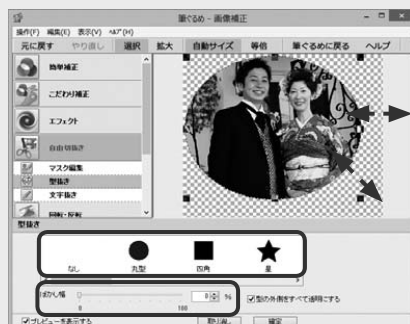 筆ぐるめ - 画像補正
操作(F) 編集(E) 表示(V) ヘルプ(H)
元に戻す やり直し 選択 拡大 自動サイズ 等倍 筆ぐるめに戻る ヘルプ
簡単補正
こだわり補正
エフェクト
自由切抜き
マスク編集
型抜き
文字抜き
回転・反転
型抜き
なし 丸型 四角 星
ぼかし幅 0 100 0 % 型の外側をすべて透明にする
プレビューを表示する 取り消し 確定